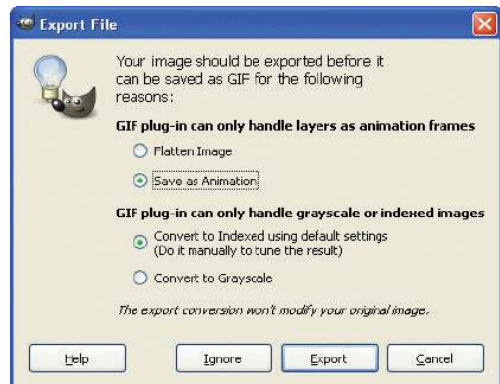 Export File
Your image should be exported before it
can be saved as GIF for the following
reasons:
GIF plug-in can only handle layers as animation frames
Flatten Image
Save as Animation
GIF plug-in can only handle grayscale or indexed images
Convert to Indexed using default settings
(Do it manually to tune the result)
Convert to Grayscale
The export conversion won't modify your original image.
Help
Ignore
Export
Cancel